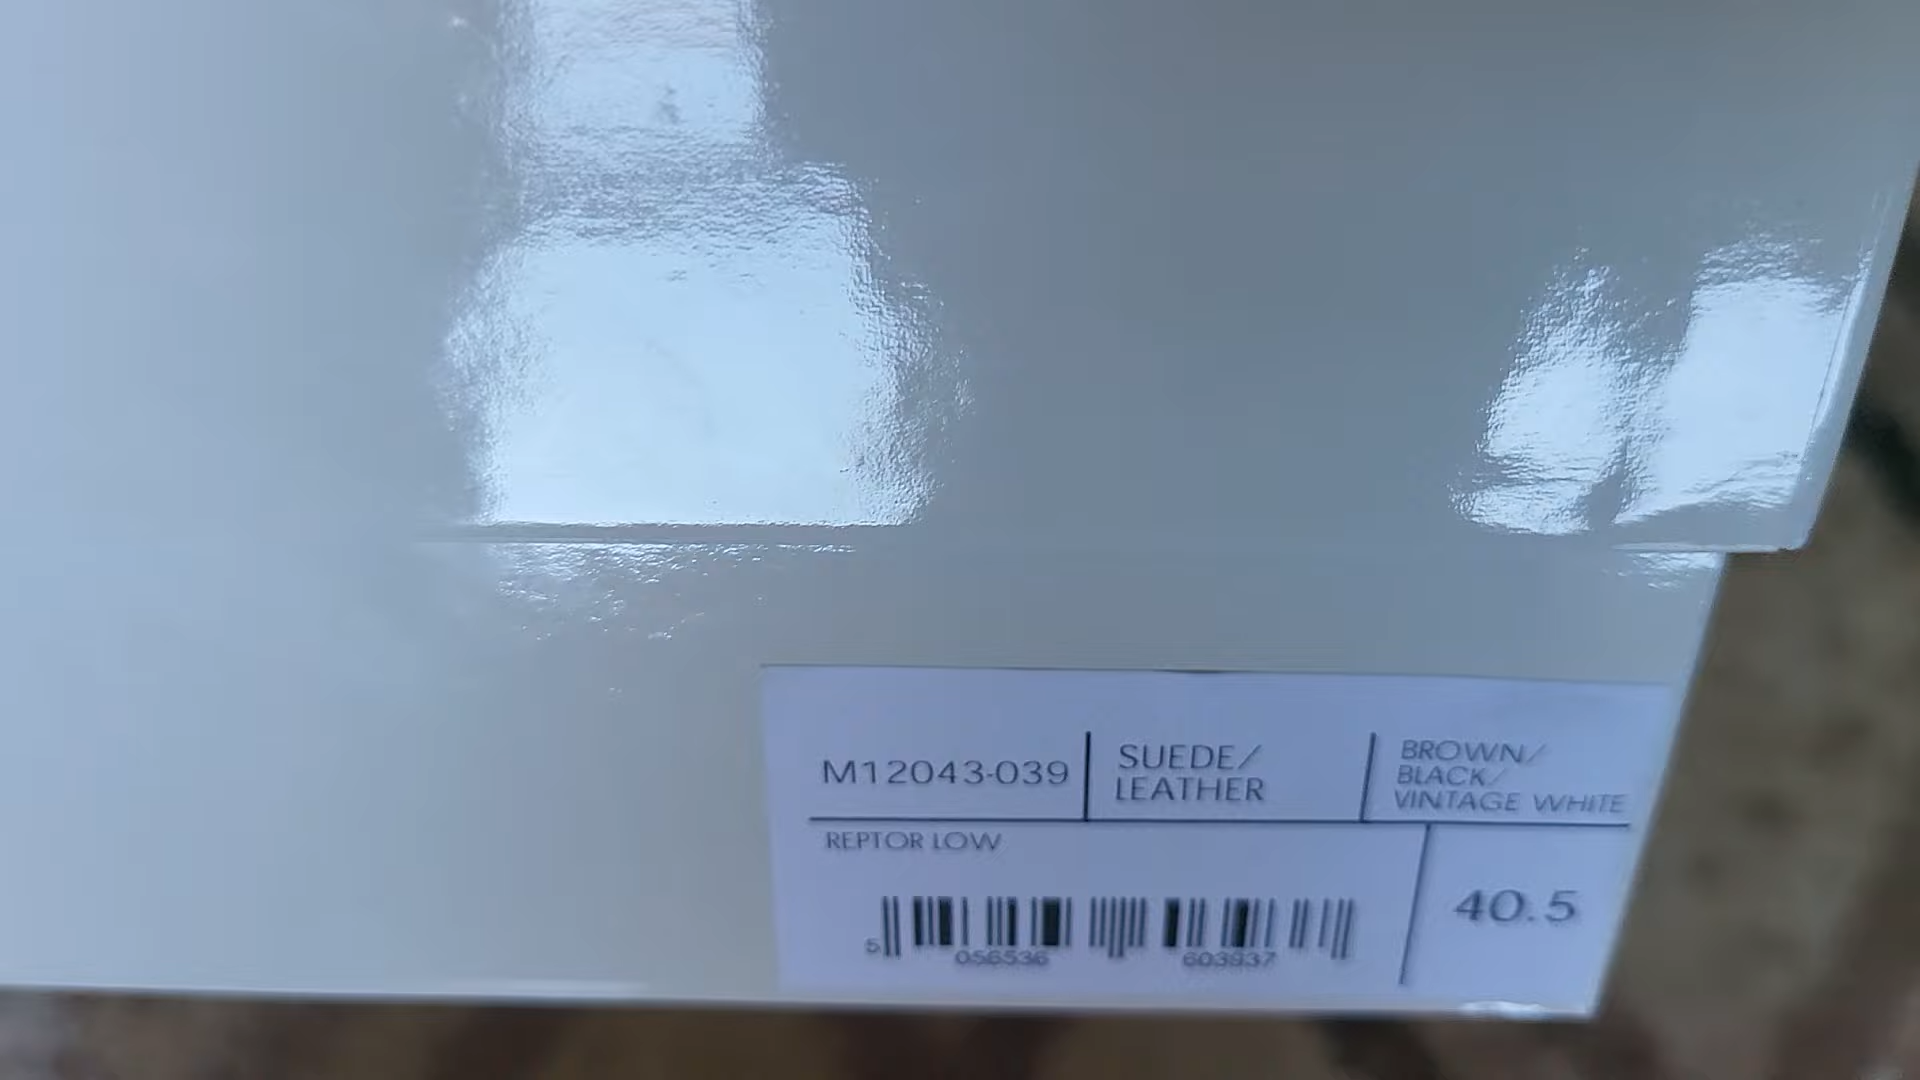 M12043-039
SUEDE/
LEATHER
BROWN/
BLACK/
VINTAGE WHITE
REPTOR LOW
40.5
5 056536 603937